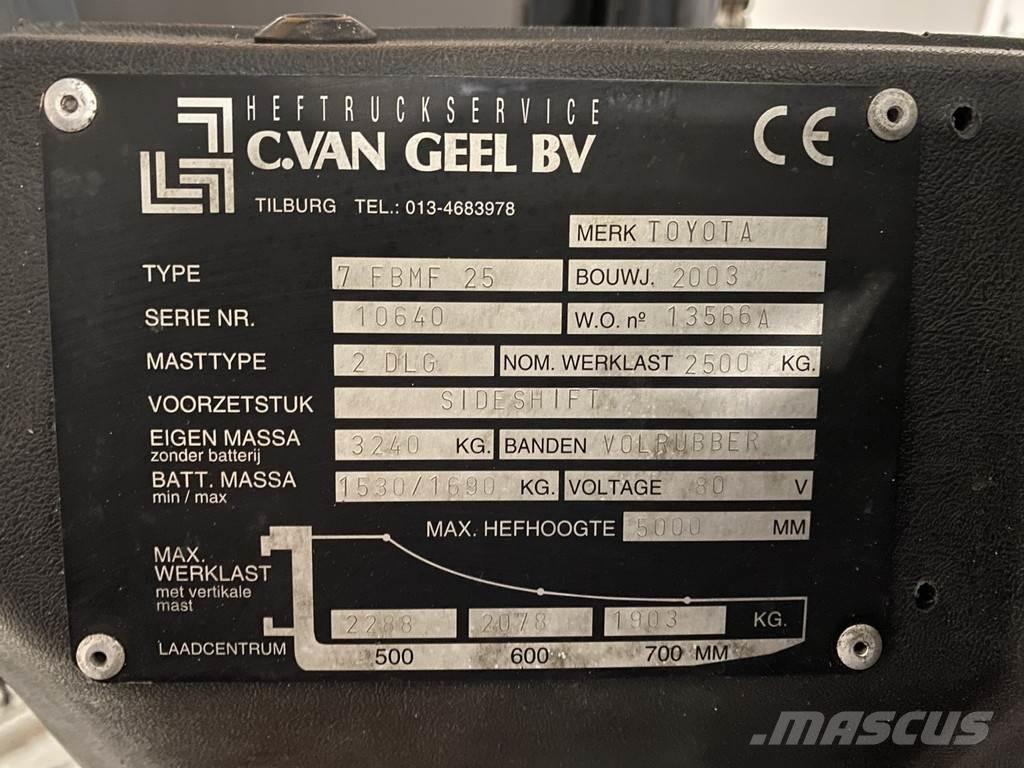 HEFTRUCKSERVICE
C.VAN GEEL BV
CE
TILBURG TEL.: 013-4683978
MERK TOYOTA
TYPE 7 FBMF 25 BOUWJ. 2003
SERIE NR. 10640 W.O. nº 13566A
MASTTYPE 2 DLG NOM. WERKLAST 2500 KG.
VOORZETSTUK SIDESHIFT
EIGEN MASSA 3240 KG. BANDEN VOLRUBBER
zonder batterij
BATT. MASSA 1530/1690 KG. VOLTAGE 80 V
min / max
MAX. HEFHOOGTE 5000 MM
MAX.
WERKLAST
met vertikale
mast
2288 2078 1903 KG.
LAADCENTRUM 500 600 700 MM
MASCUS